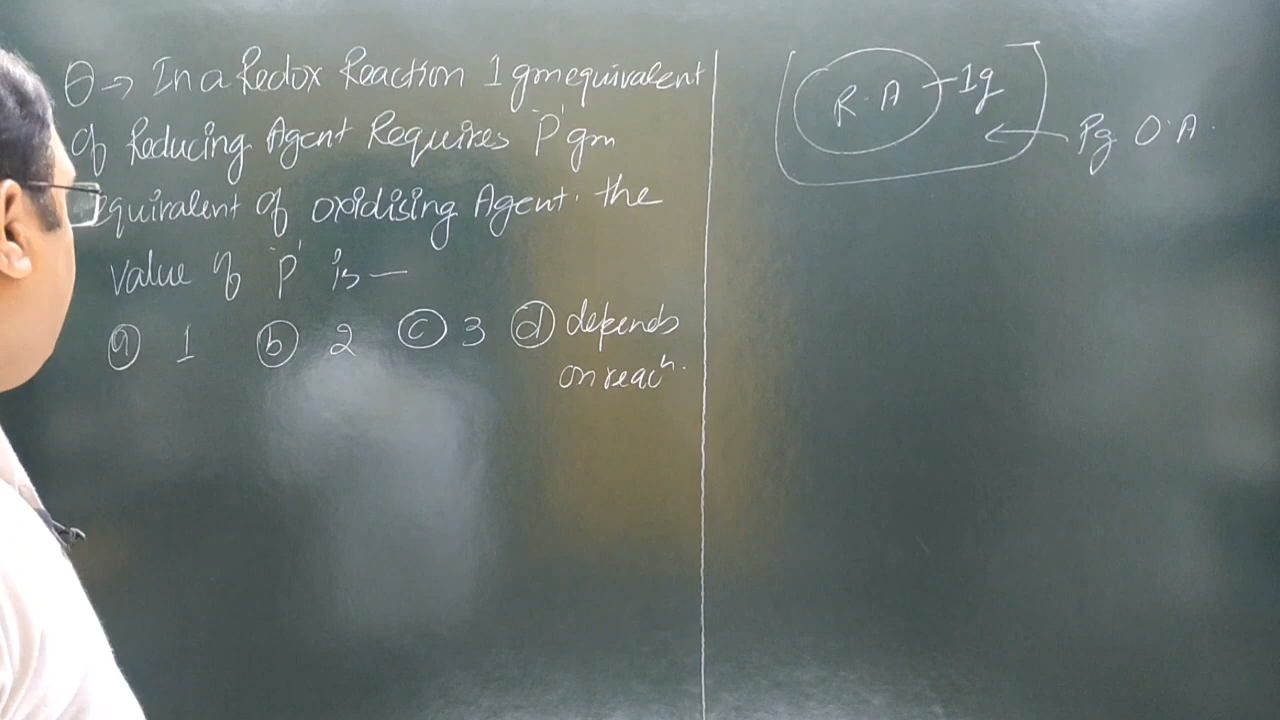 Q → In a Redox Reaction 1 gm equivalent
of Reducing Agent Requires 'P' gm
equivalent of oxidising Agent. the
value of 'P' is —
(a) 1 (b) 2 (c) 3 (d) depends
on reacn.
R.A 1g
Pg O.A.